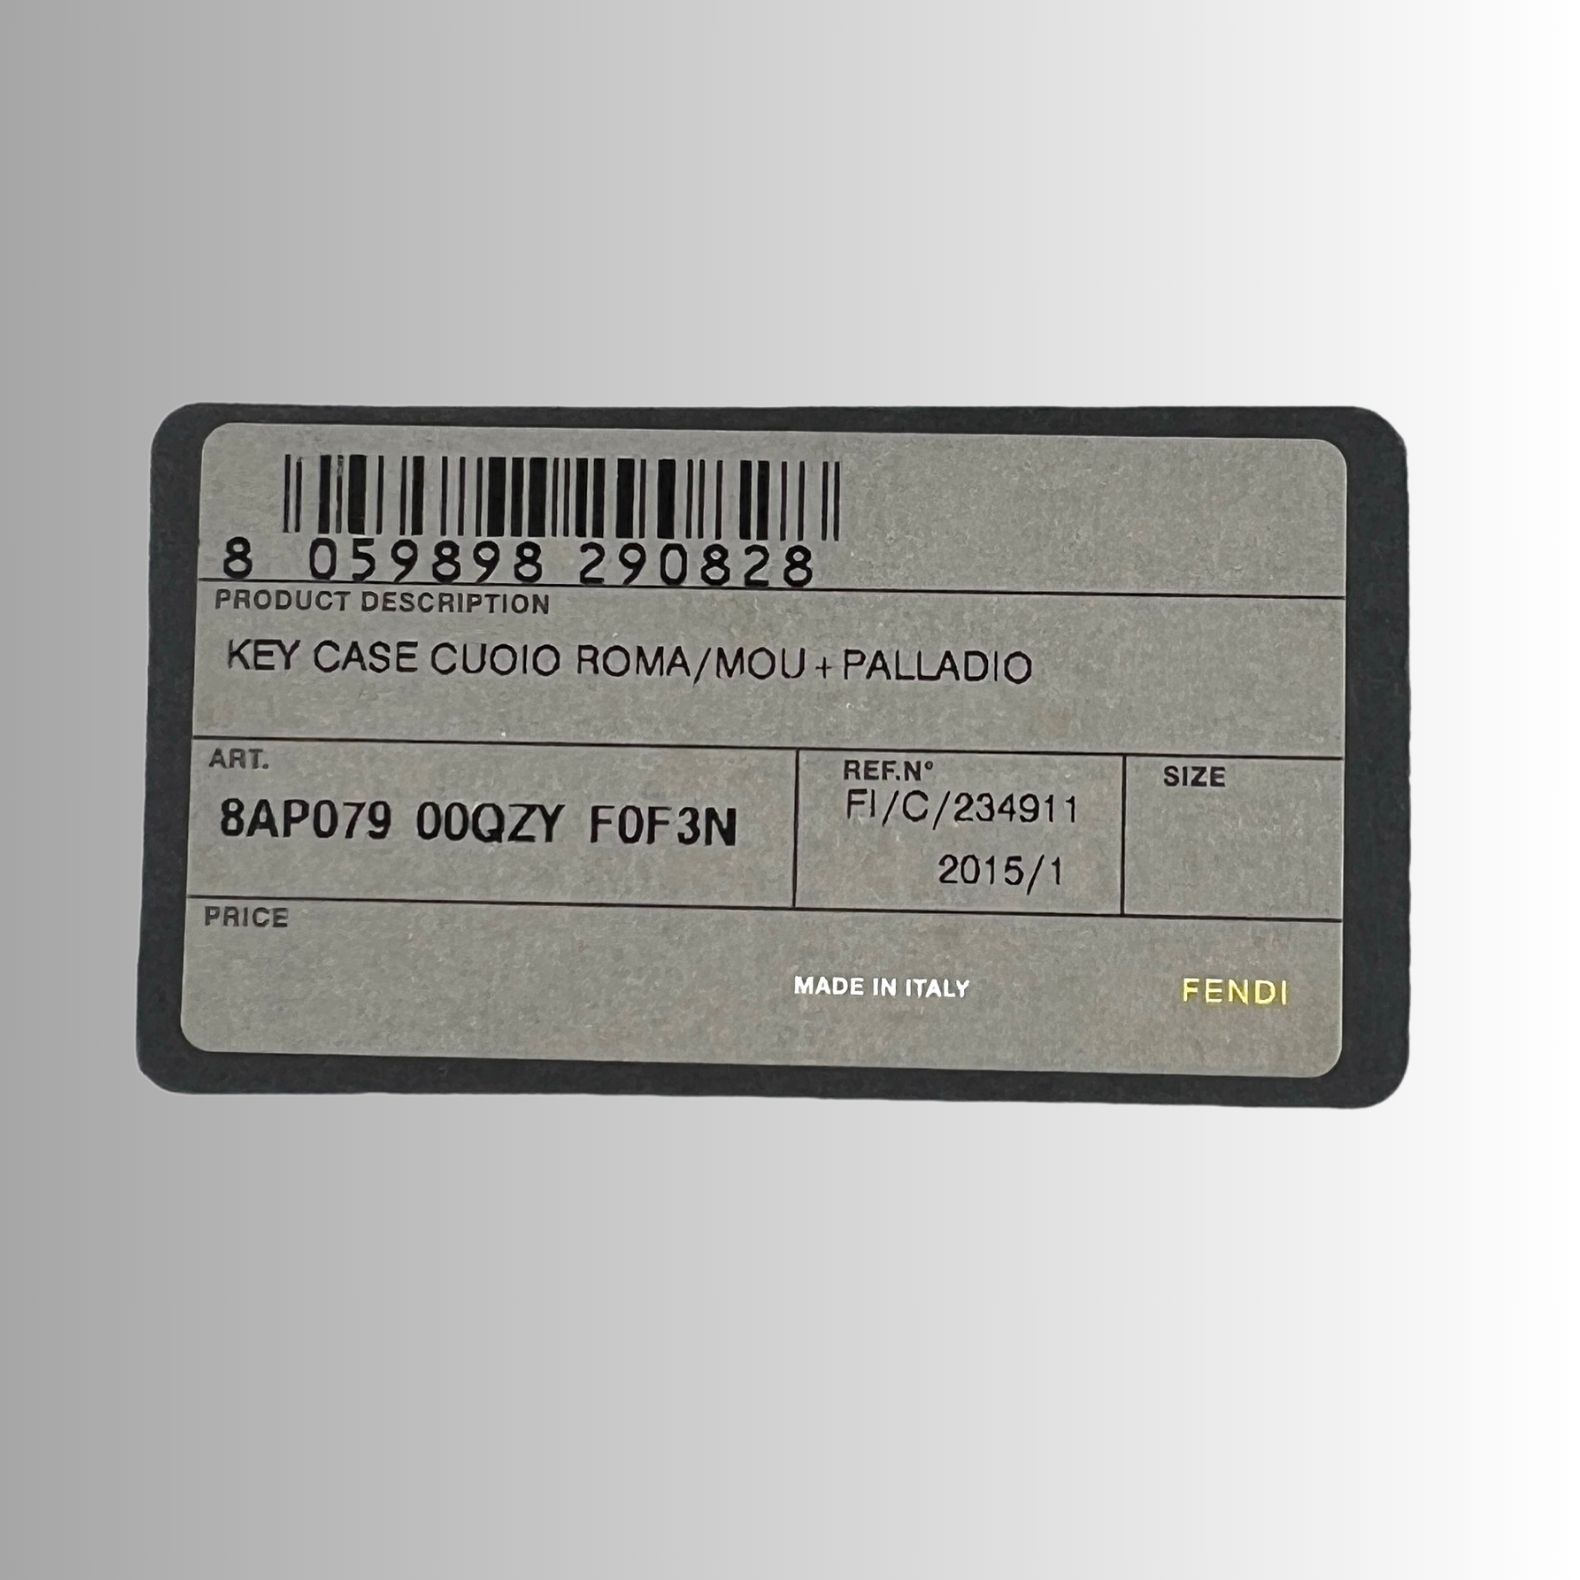 8 059898 290828
PRODUCT DESCRIPTION
KEY CASE CUOIO ROMA/MOU+PALLADIO
ART.
8AP079 00QZY F0F3N
REF.N°
FI/C/234911
2015/1
SIZE
PRICE
MADE IN ITALY
FENDI